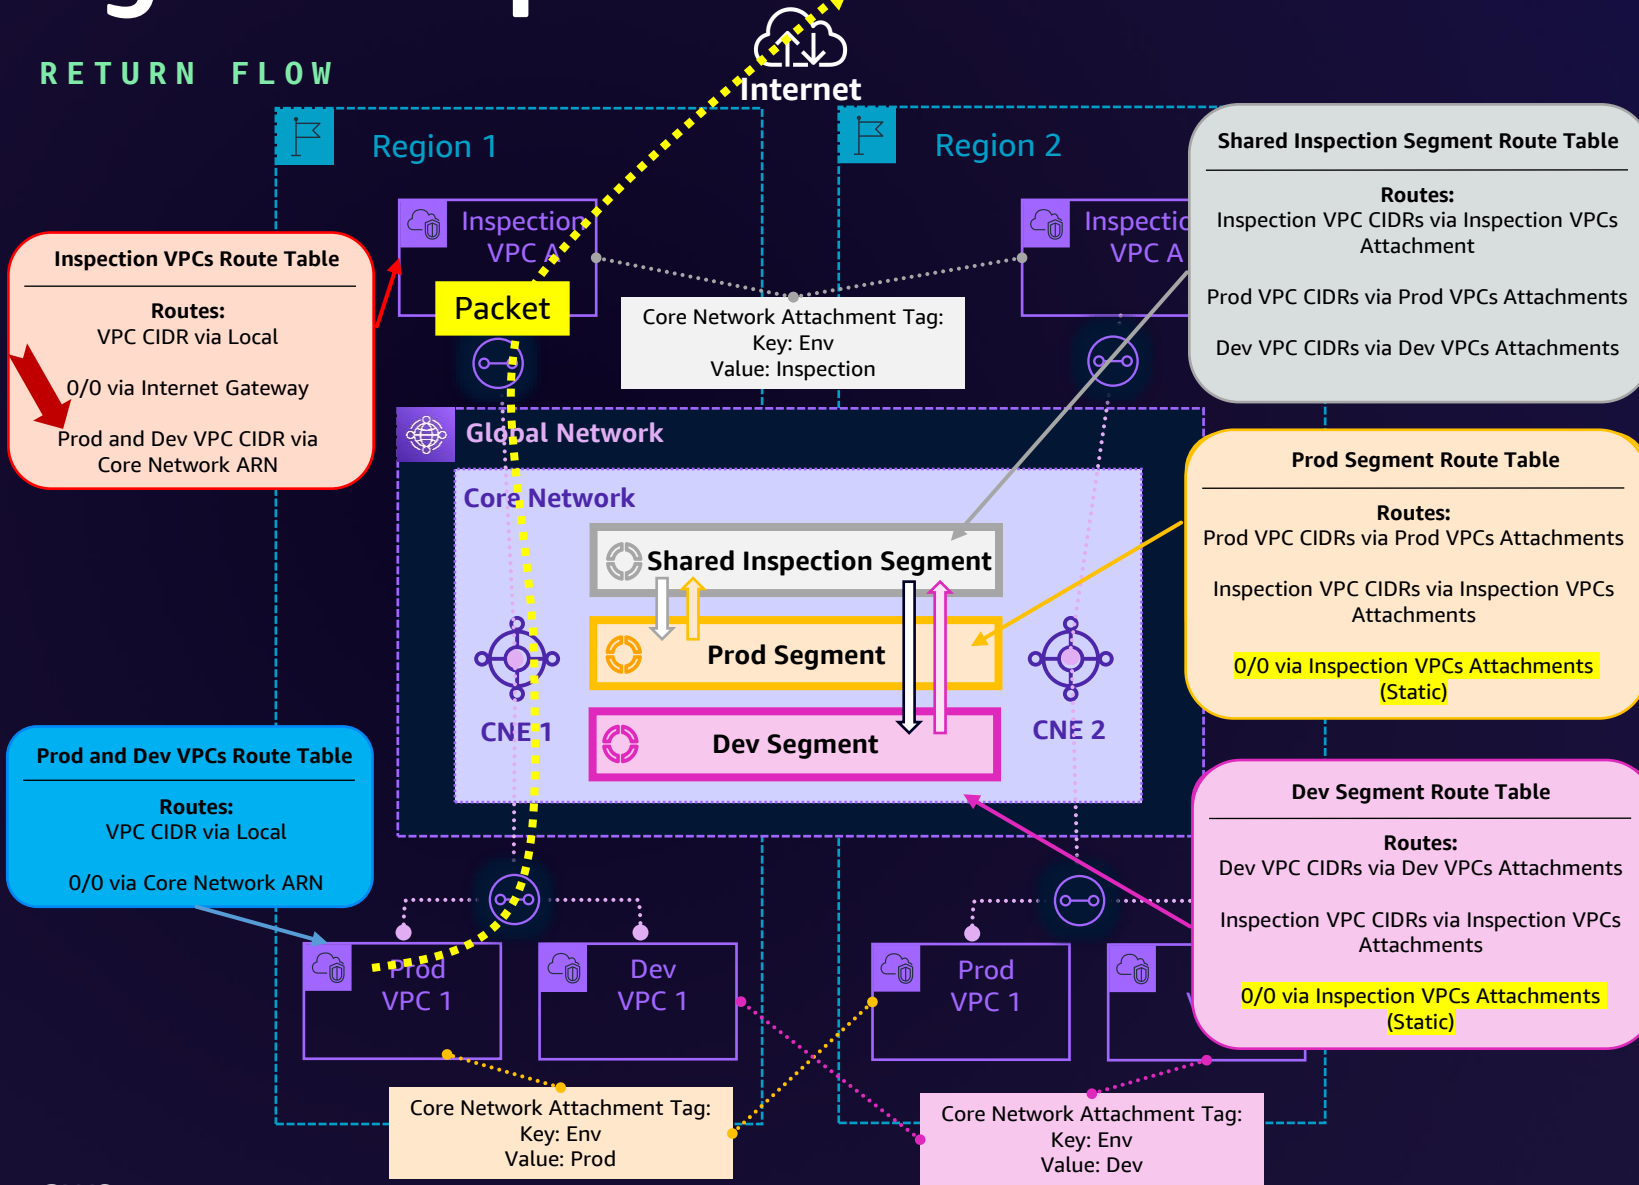 RETURN FLOW
Internet
Region 1
Region 2
Shared Inspection Segment Route Table
Routes:
Inspection VPC CIDRs via Inspection VPCs
Attachment
Prod VPC CIDRs via Prod VPCs Attachments
Dev VPC CIDRs via Dev VPCs Attachments
Inspection
VPC A
VPC A
Inspection VPCs Route Table
Routes:
VPC CIDR via Local
0/0 via Internet Gateway
Prod and Dev VPC CIDR via
Core Network ARN
Packet
Core Network Attachment Tag:
Key: Env
Value: Inspection
Global Network
Core Network
Shared Inspection Segment
Prod Segment
Dev Segment
CNE 1
CNE 2
Prod Segment Route Table
Routes:
Prod VPC CIDRs via Prod VPCs Attachments
Inspection VPC CIDRs via Inspection VPCs
Attachments
0/0 via Inspection VPCs Attachments
(Static)
Prod and Dev VPCs Route Table
Routes:
VPC CIDR via Local
0/0 via Core Network ARN
Dev Segment Route Table
Routes:
Dev VPC CIDRs via Dev VPCs Attachments
Inspection VPC CIDRs via Inspection VPCs
Attachments
0/0 via Inspection VPCs Attachments
(Static)
Prod
VPC 1
Dev
VPC 1
Prod
VPC 1
Core Network Attachment Tag:
Key: Env
Value: Prod
Core Network Attachment Tag:
Key: Env
Value: Dev